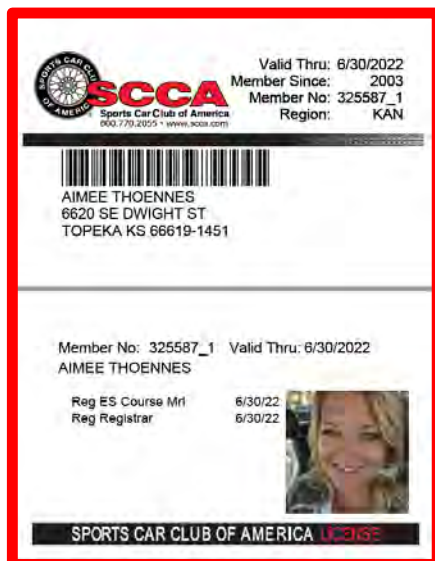 SPORTS CAR CLUB
OF AMERICA
SCCA
Sports Car Club of America
800.770.2055 • www.scca.com
Valid Thru: 6/30/2022
Member Since: 2003
Member No: 325587_1
Region: KAN
AIMEE THOENNES
6620 SE DWIGHT ST
TOPEKA KS 66619-1451
Member No: 325587_1 Valid Thru: 6/30/2022
AIMEE THOENNES
Reg ES Course Mrl 6/30/22
Reg Registrar 6/30/22
SPORTS CAR CLUB OF AMERICA LICENSE